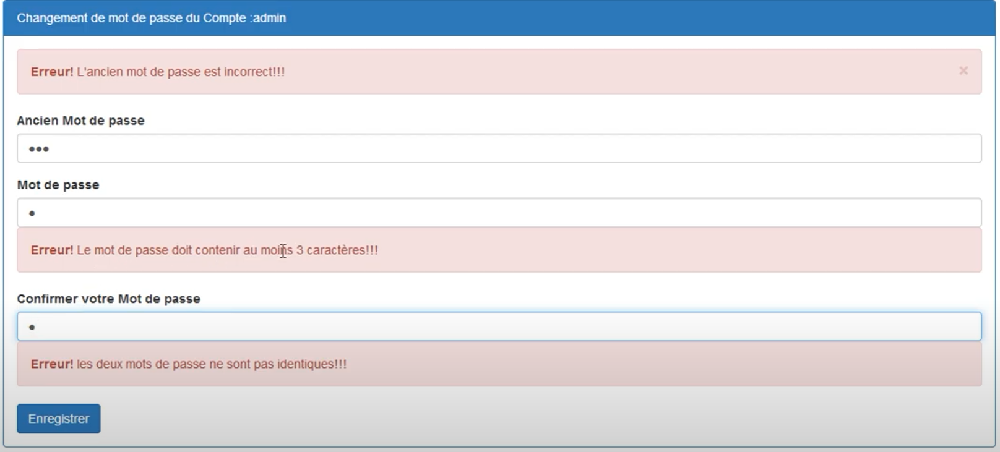 Changement de mot de passe du Compte :admin
Erreur! L'ancien mot de passe est incorrect!!!
×
Ancien Mot de passe
•••
Mot de passe
•
Erreur! Le mot de passe doit contenir au moins 3 caractères!!!
Confirmer votre Mot de passe
•
Erreur! les deux mots de passe ne sont pas identiques!!!
Enregistrer